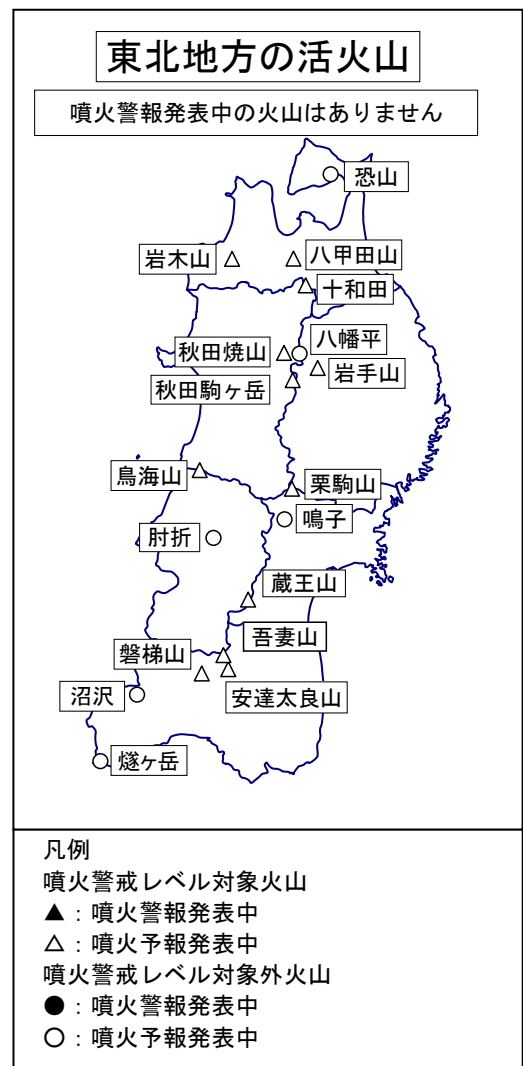 東北地方の活火山
噴火警報発表中の火山はありません
恐山
岩木山
八甲田山
十和田
八幡平
秋田焼山
岩手山
秋田駒ヶ岳
鳥海山
栗駒山
鳴子
肘折
蔵王山
吾妻山
磐梯山
沼沢
安達太良山
燧ヶ岳
凡例
噴火警戒レベル対象火山
▲：噴火警報発表中
△：噴火予報発表中
噴火警戒レベル対象外火山
●：噴火警報発表中
○：噴火予報発表中